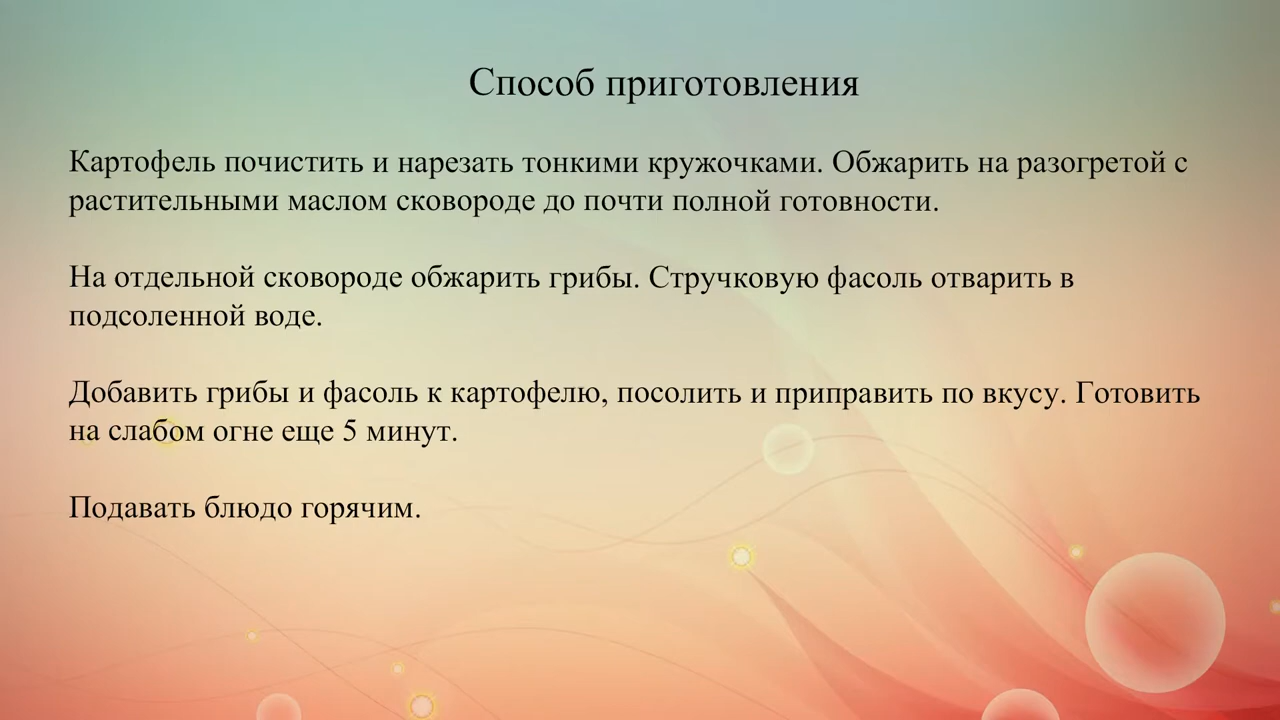 Способ приготовления
Картофель почистить и нарезать тонкими кружочками. Обжарить на разогретой с
растительными маслом сковороде до почти полной готовности.
На отдельной сковороде обжарить грибы. Стручковую фасоль отварить в
подсоленной воде.
Добавить грибы и фасоль к картофелю, посолить и приправить по вкусу. Готовить
на слабом огне еще 5 минут.
Подавать блюдо горячим.